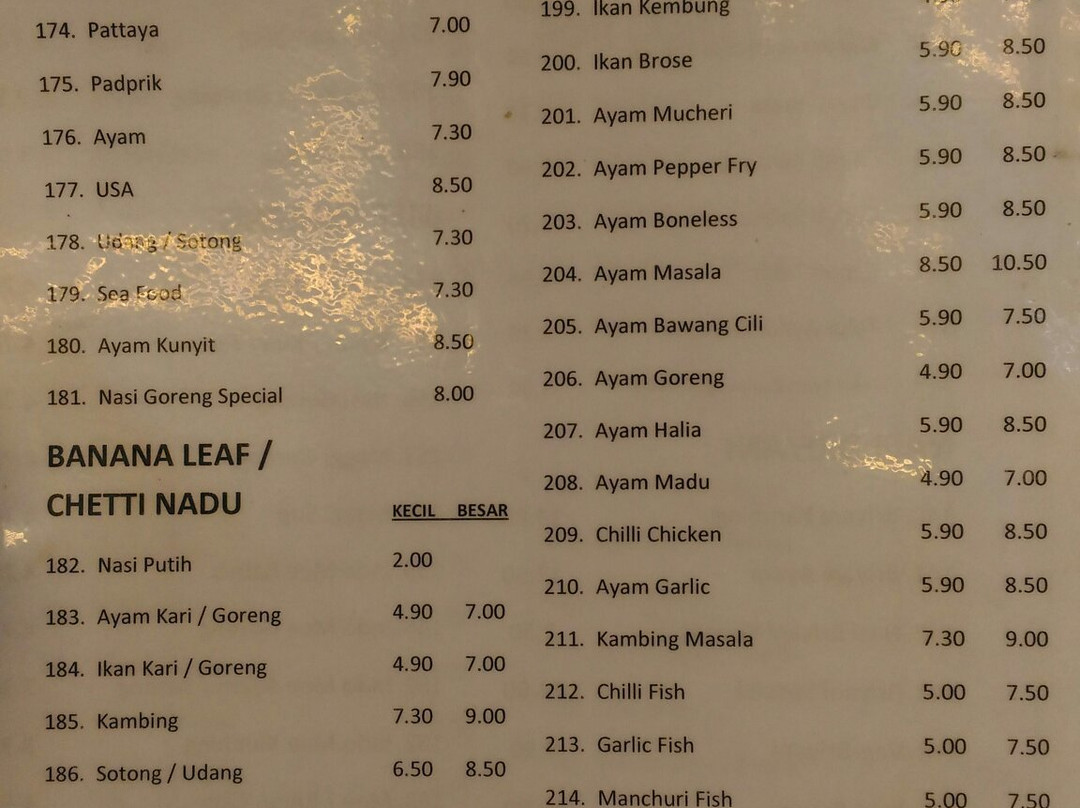 174. Pattaya 7.00
175. Padprik 7.90
176. Ayam 7.30
177. USA 8.50
178. Udang / Sotong 7.30
179. Sea Food 7.30
180. Ayam Kunyit 8.50
181. Nasi Goreng Special 8.00
BANANA LEAF /
CHETTI NADU
KECIL BESAR
182. Nasi Putih 2.00
183. Ayam Kari / Goreng 4.90 7.00
184. Ikan Kari / Goreng 4.90 7.00
185. Kambing 7.30 9.00
186. Sotong / Udang 6.50 8.50
199. Ikan Kembung
200. Ikan Brose 5.90 8.50
201. Ayam Mucheri 5.90 8.50
202. Ayam Pepper Fry 5.90 8.50
203. Ayam Boneless 5.90 8.50
204. Ayam Masala 8.50 10.50
205. Ayam Bawang Cili 5.90 7.50
206. Ayam Goreng 4.90 7.00
207. Ayam Halia 5.90 8.50
208. Ayam Madu 4.90 7.00
209. Chilli Chicken 5.90 8.50
210. Ayam Garlic 5.90 8.50
211. Kambing Masala 7.30 9.00
212. Chilli Fish 5.00 7.50
213. Garlic Fish 5.00 7.50
214. Manchuri Fish 5.00 7.50